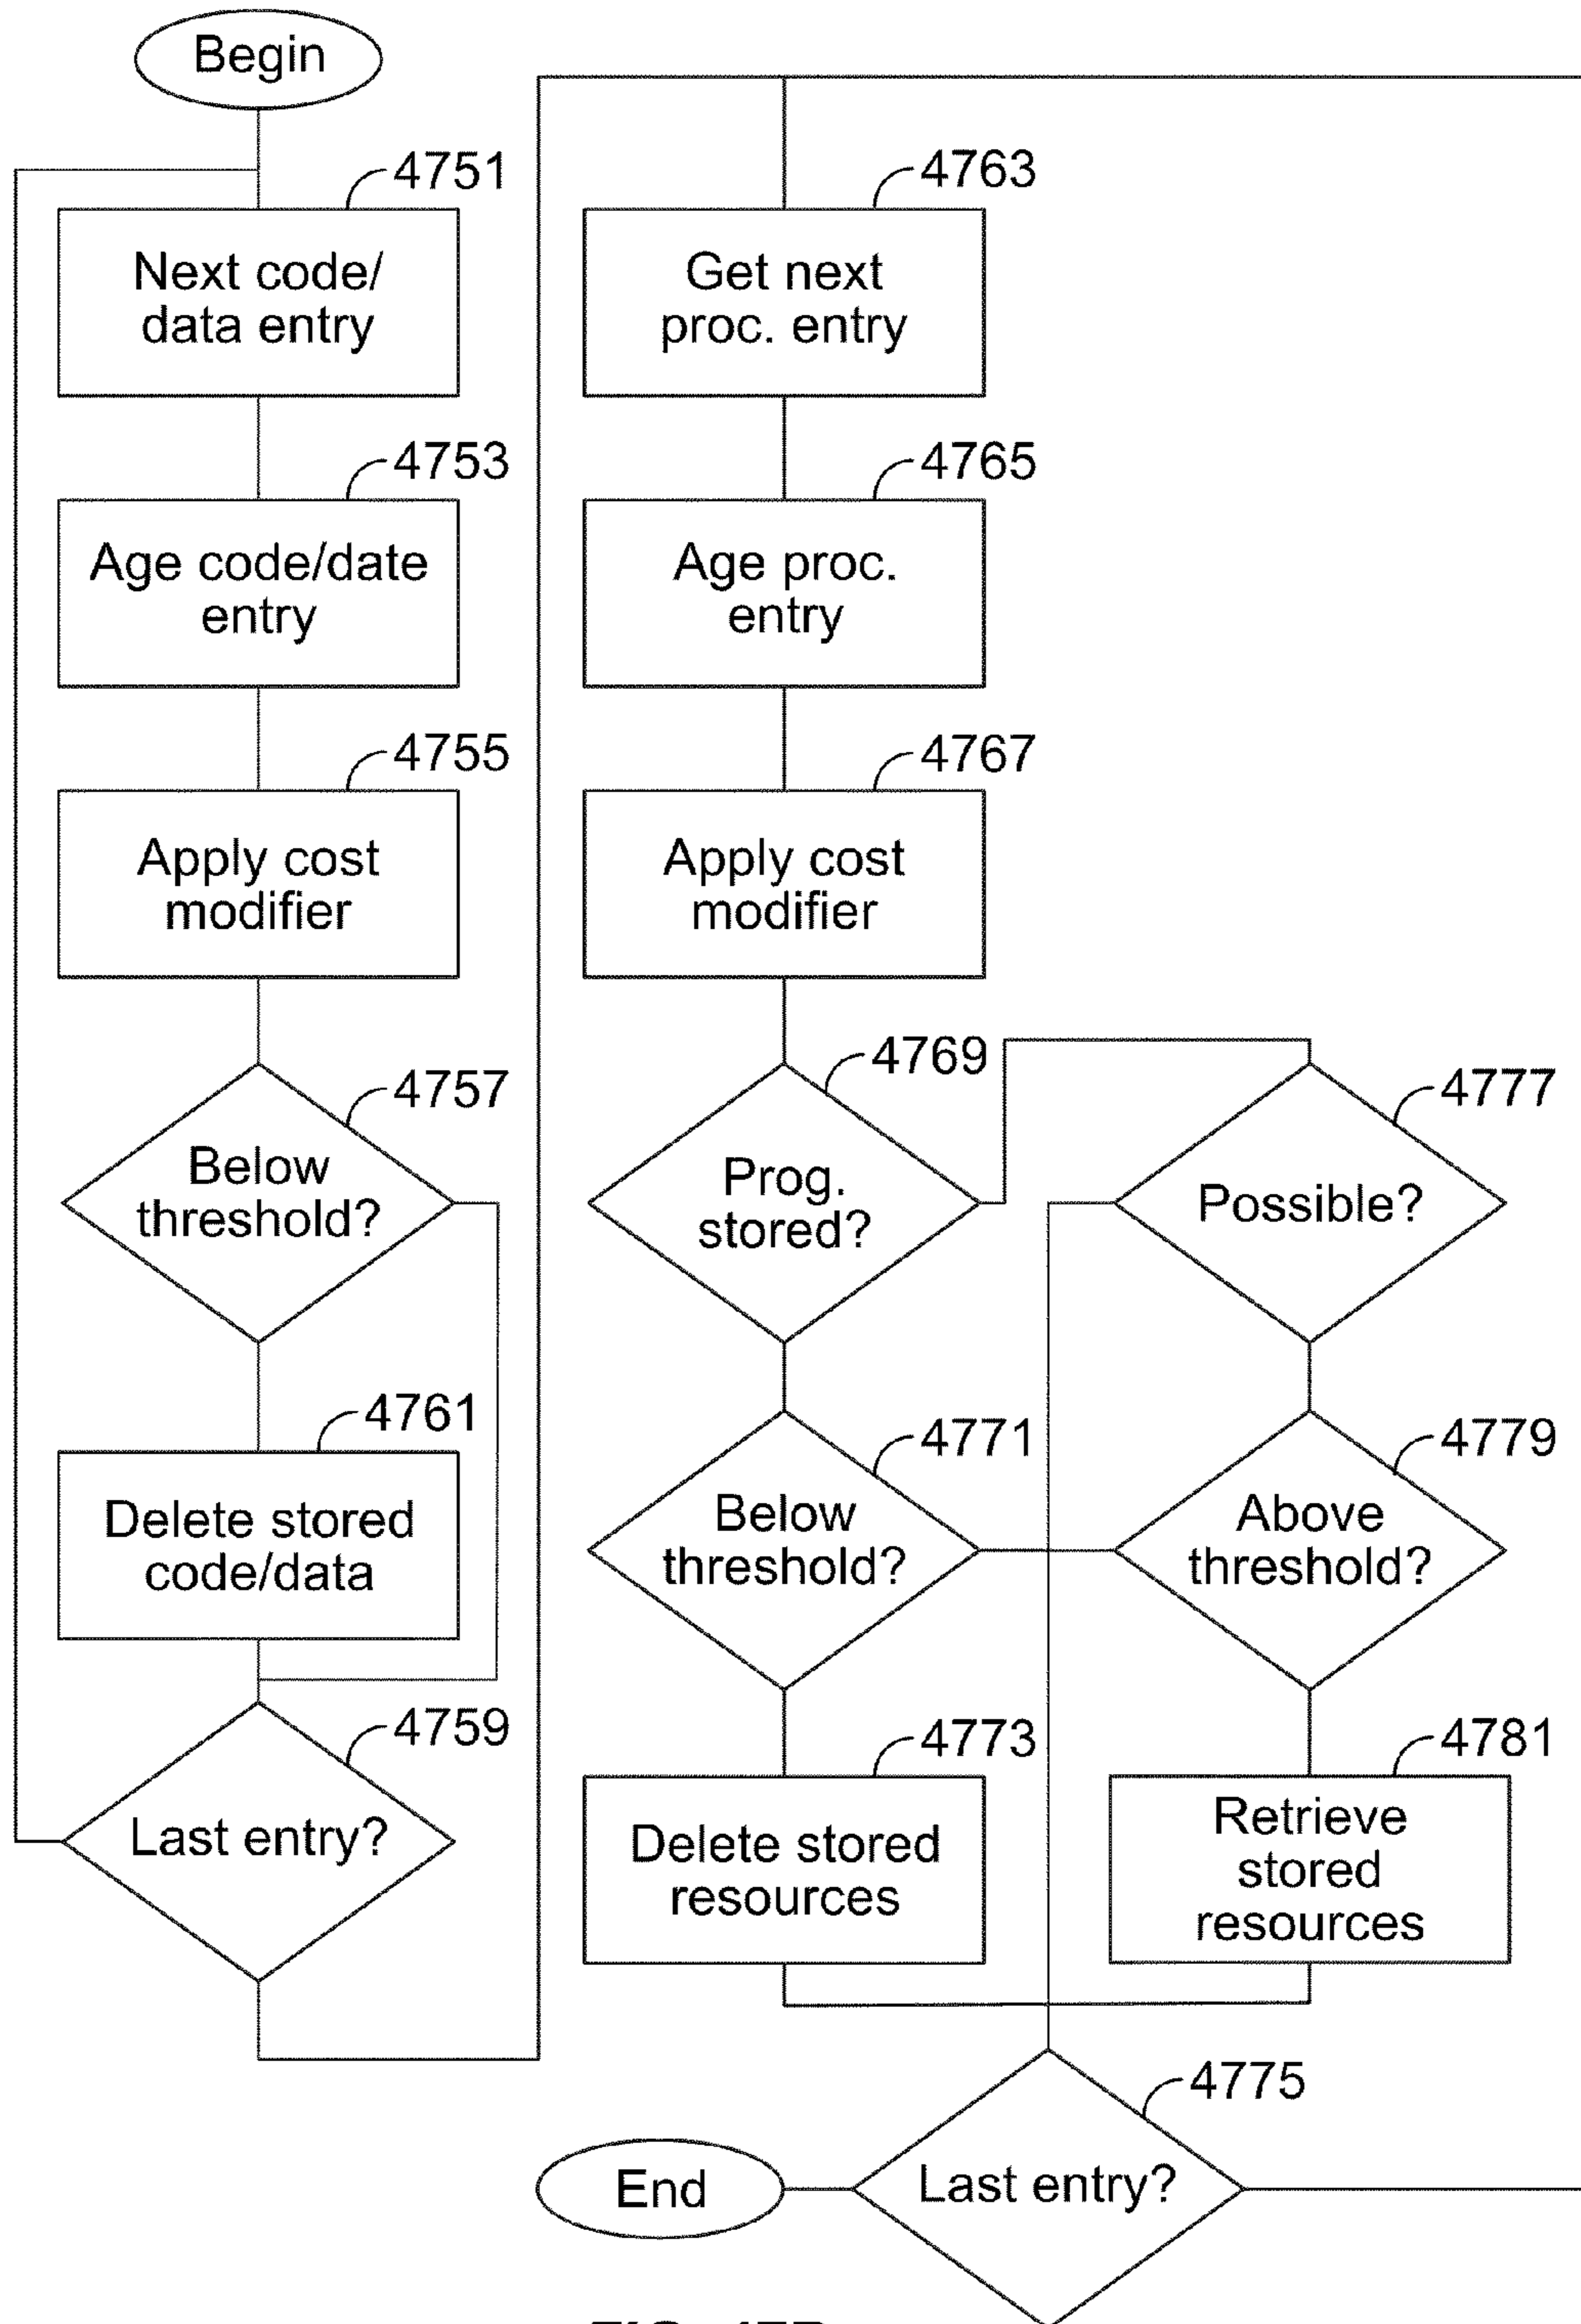 Begin
4751
Next code/
data entry
4753
Age code/date
entry
4755
Apply cost
modifier
4757
Below
threshold?
4761
Delete stored
code/data
4759
Last entry?
4763
Get next
proc. entry
4765
Age proc.
entry
4767
Apply cost
modifier
4769
Prog.
stored?
4771
Below
threshold?
4773
Delete stored
resources
4777
Possible?
4779
Above
threshold?
4781
Retrieve
stored
resources
4775
Last entry?
End